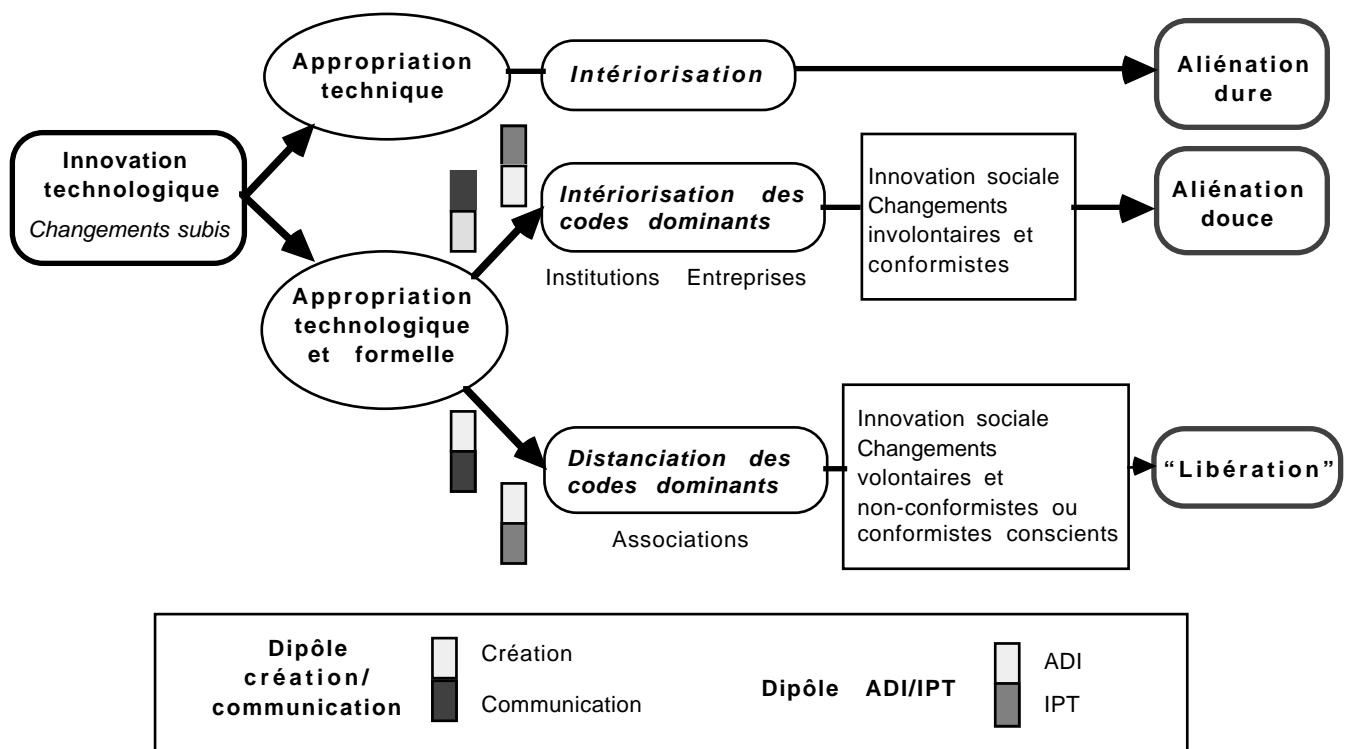 Appropriation
technique
Intériorisation
Aliénation
dure
Innovation
technologique
Changements subis
Intériorisation des
codes dominants
Institutions Entreprises
Innovation sociale
Changements
involontaires et
conformistes
Aliénation
douce
Appropriation
technologique
et formelle
Distanciation des
codes dominants
Associations
Innovation sociale
Changements
volontaires et
non-conformistes ou
conformistes conscients
“Libération”
Dipôle
création/
communication
Création
Communication
Dipôle ADI/IPT
ADI
IPT